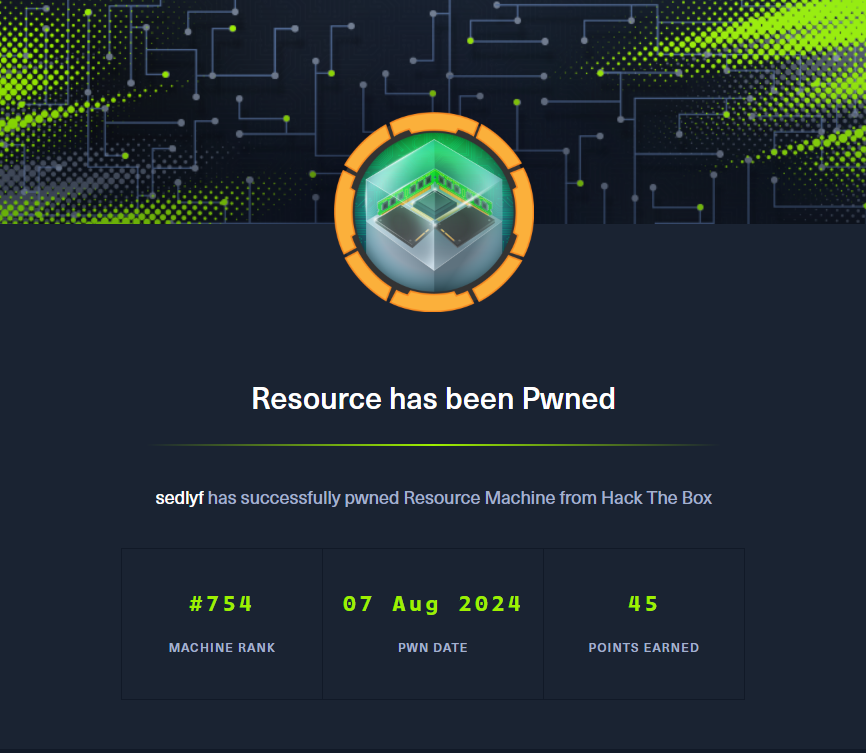 Resource has been Pwned
sedlyf has successfully pwned Resource Machine from Hack The Box
#754
07 Aug 2024
45
MACHINE RANK
PWN DATE
POINTS EARNED